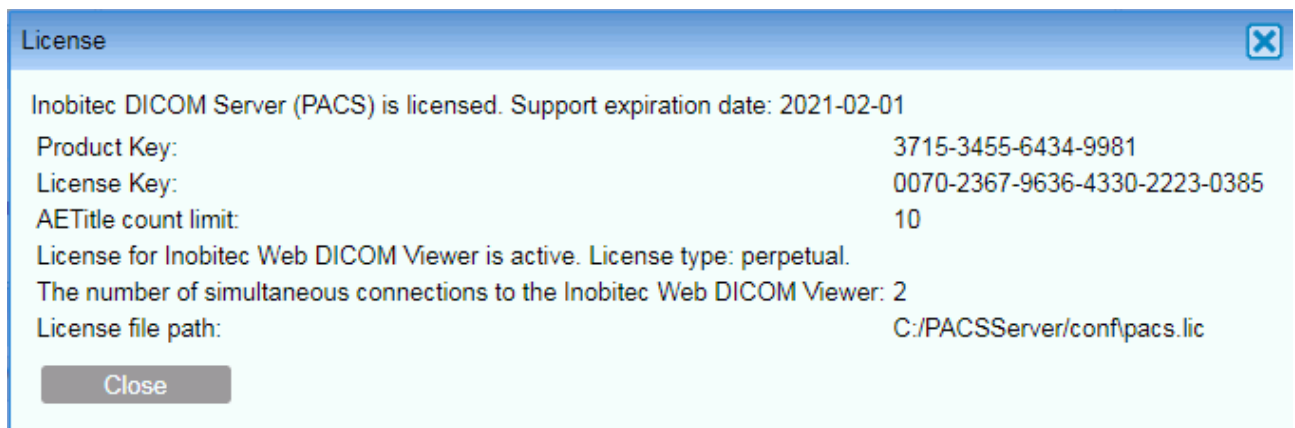 License
Inobitec DICOM Server (PACS) is licensed. Support expiration date: 2021-02-01
Product Key: 3715-3455-6434-9981
License Key: 0070-2367-9636-4330-2223-0385
AETitle count limit: 10
License for Inobitec Web DICOM Viewer is active. License type: perpetual.
The number of simultaneous connections to the Inobitec Web DICOM Viewer: 2
License file path: C:/PACSServer/conf\pacs.lic
Close